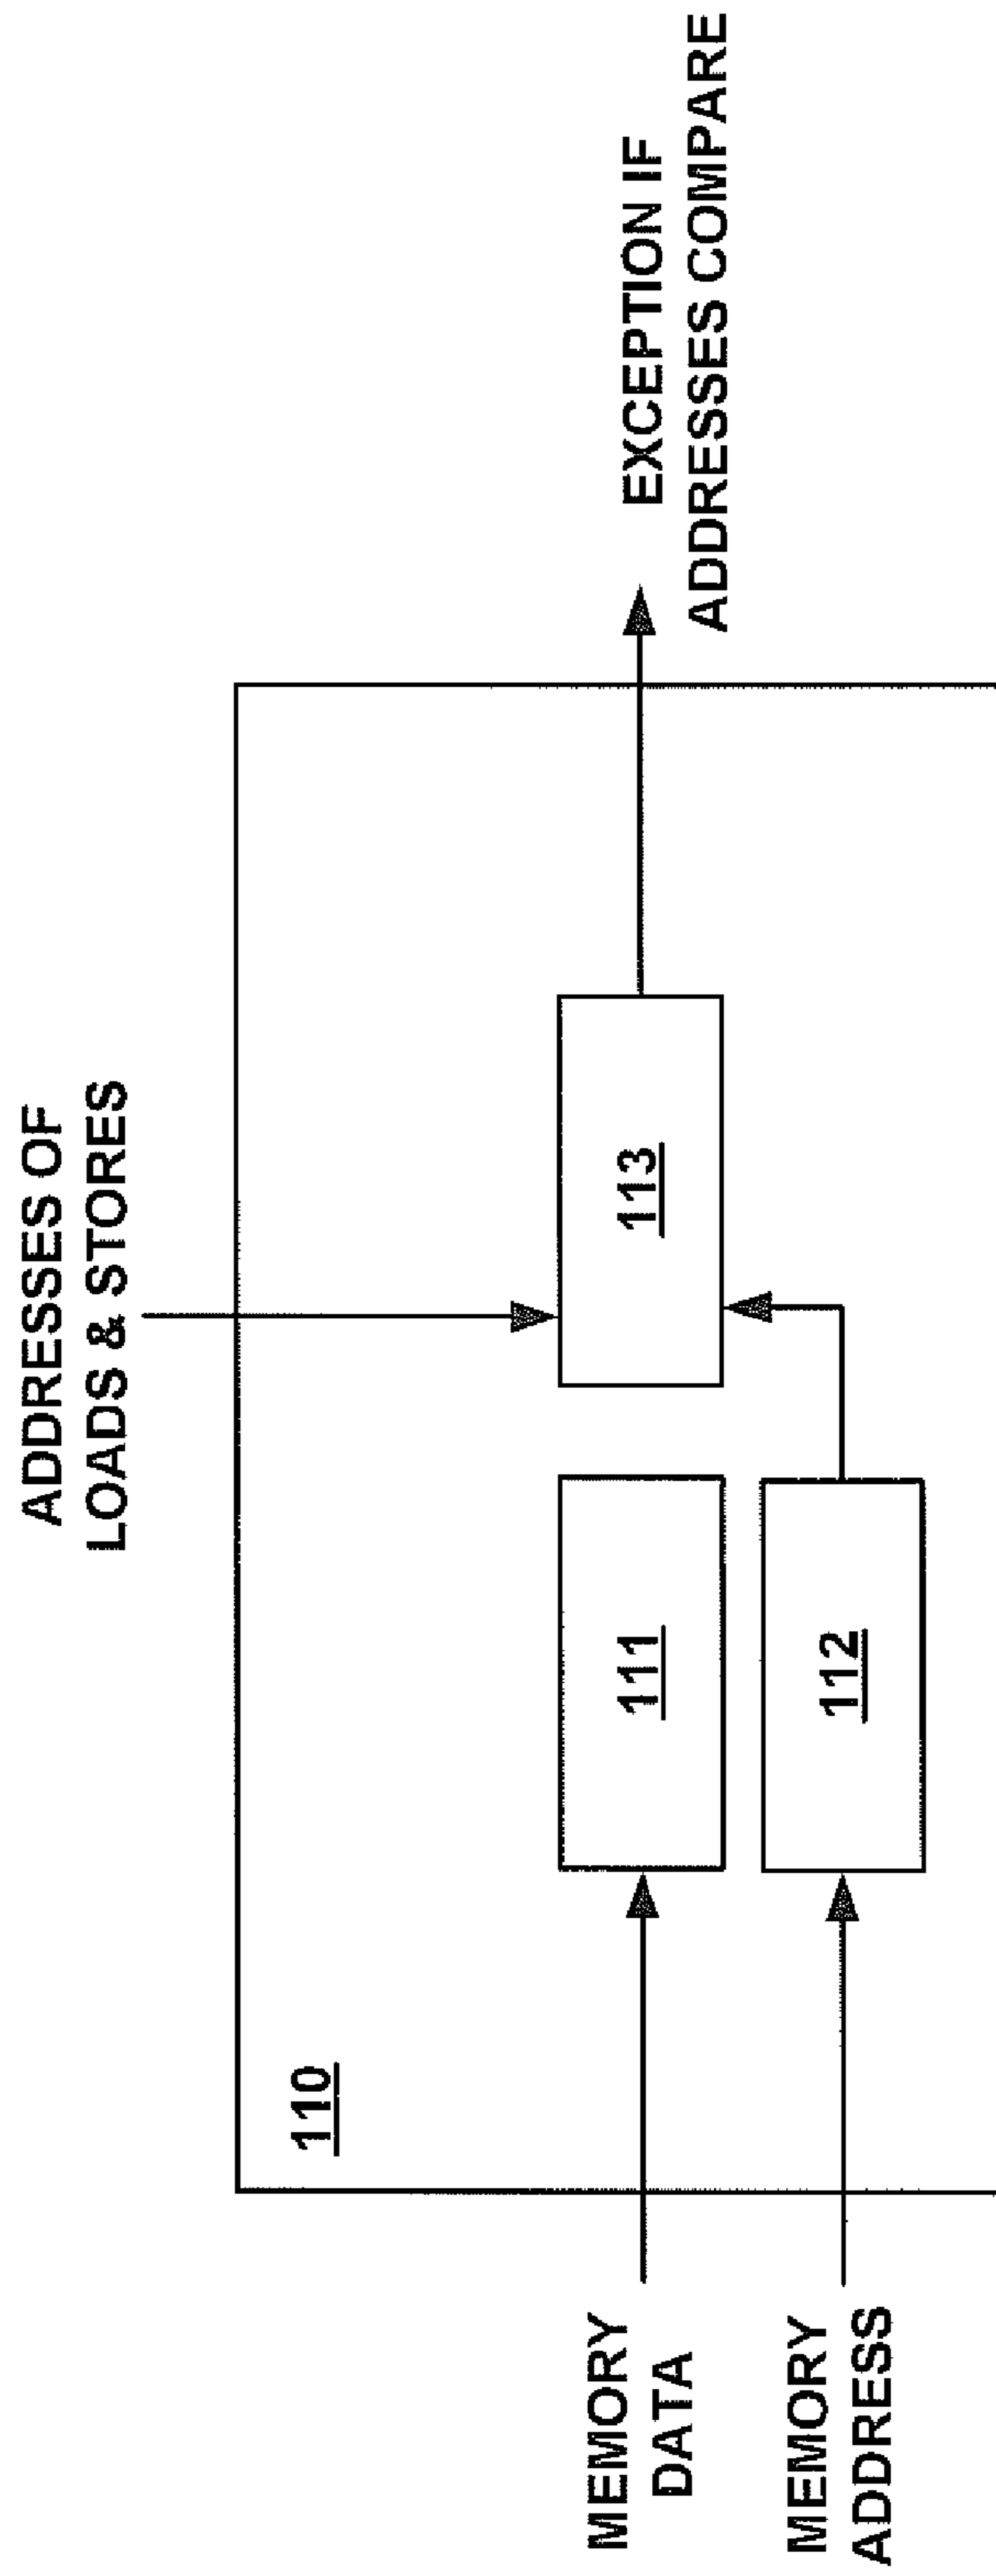 ADDRESSES OF
LOADS & STORES
110
MEMORY
DATA
111
113
EXCEPTION IF
ADDRESSES COMPARE
MEMORY
ADDRESS
112